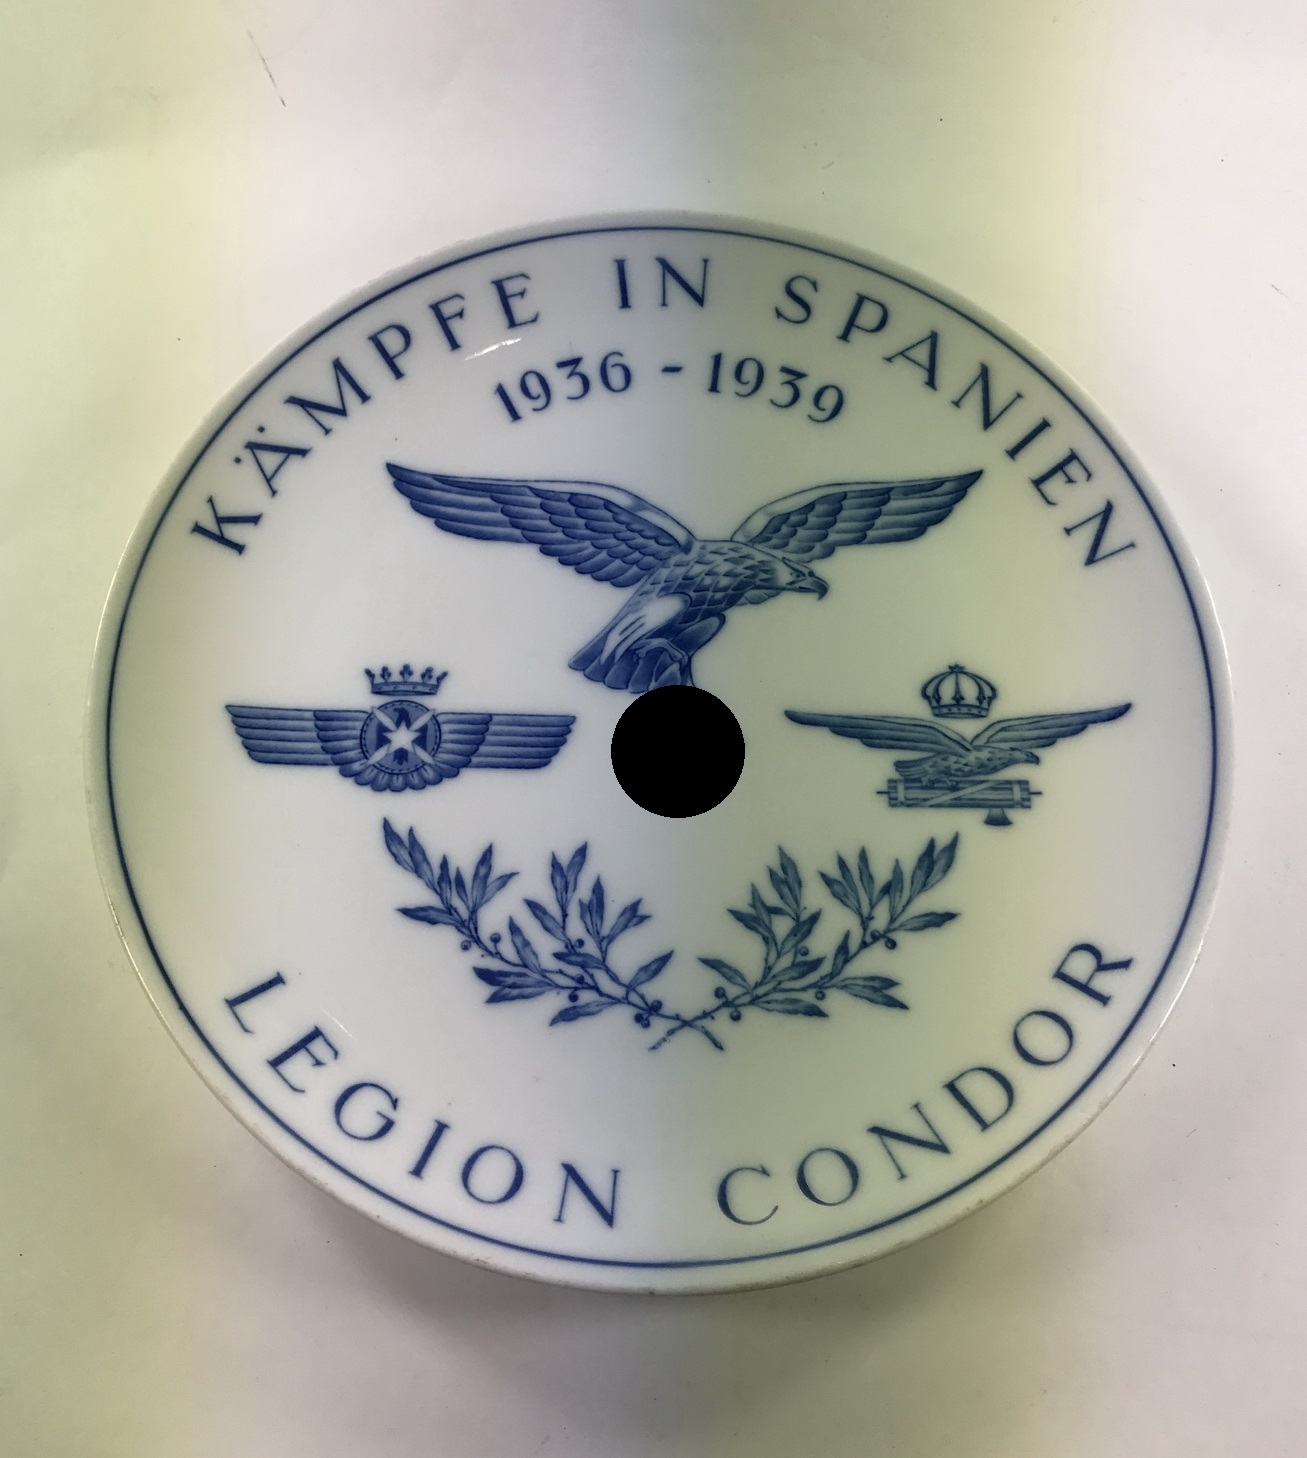 KÄMPFE IN SPANIEN
1936 - 1939
LEGION CONDOR